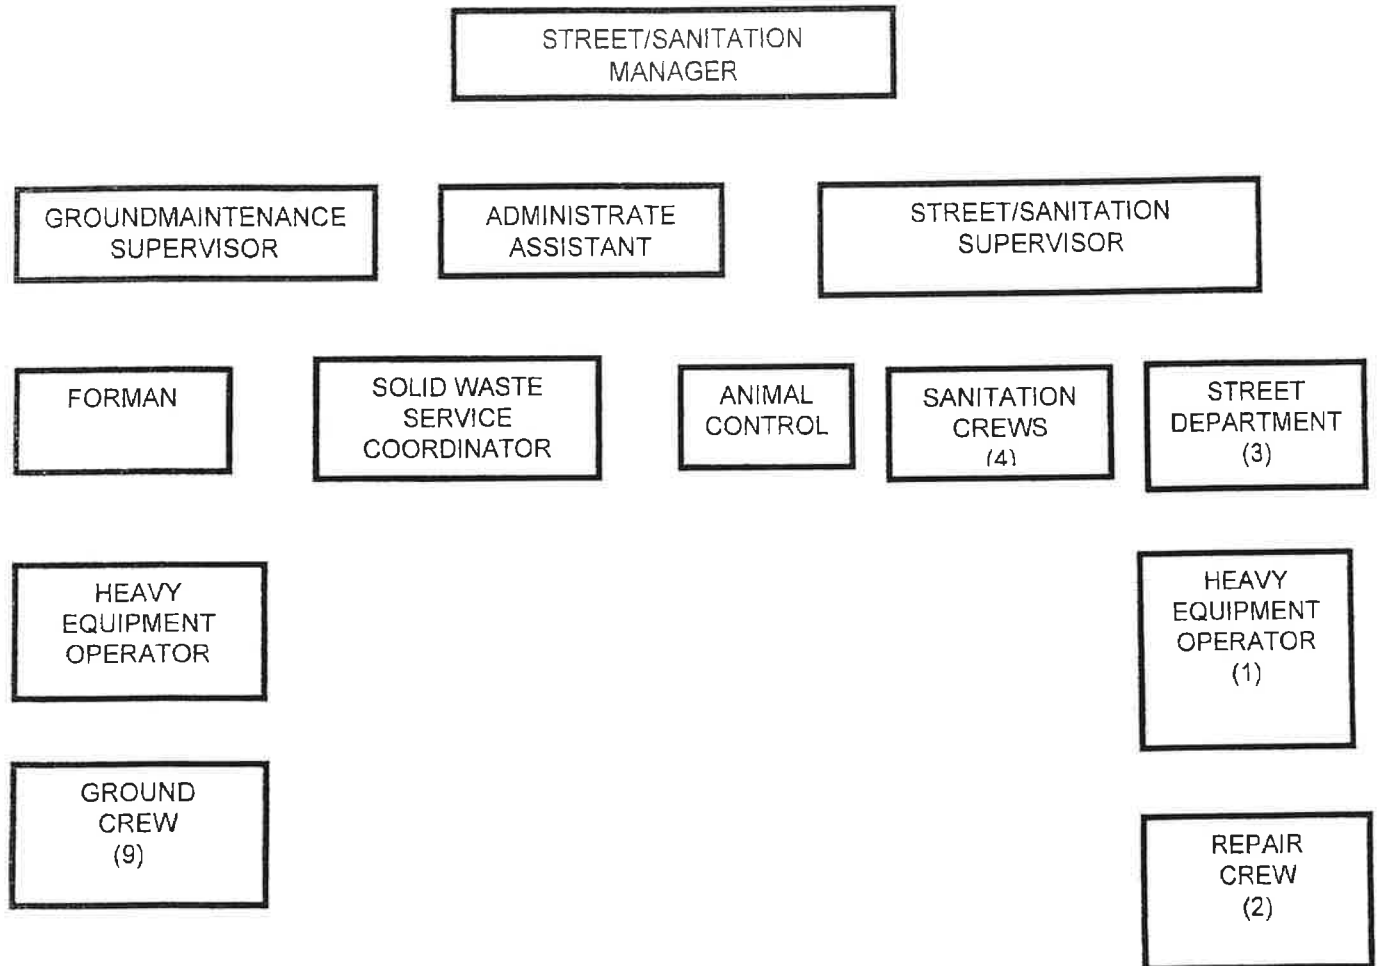 STREET/SANITATION
MANAGER
GROUNDMAINTENANCE
SUPERVISOR
ADMINISTRATE
ASSISTANT
STREET/SANITATION
SUPERVISOR
FORMAN
SOLID WASTE
SERVICE
COORDINATOR
ANIMAL
CONTROL
SANITATION
CREWS
(4)
STREET
DEPARTMENT
(3)
HEAVY
EQUIPMENT
OPERATOR
HEAVY
EQUIPMENT
OPERATOR
(1)
GROUND
CREW
(9)
REPAIR
CREW
(2)